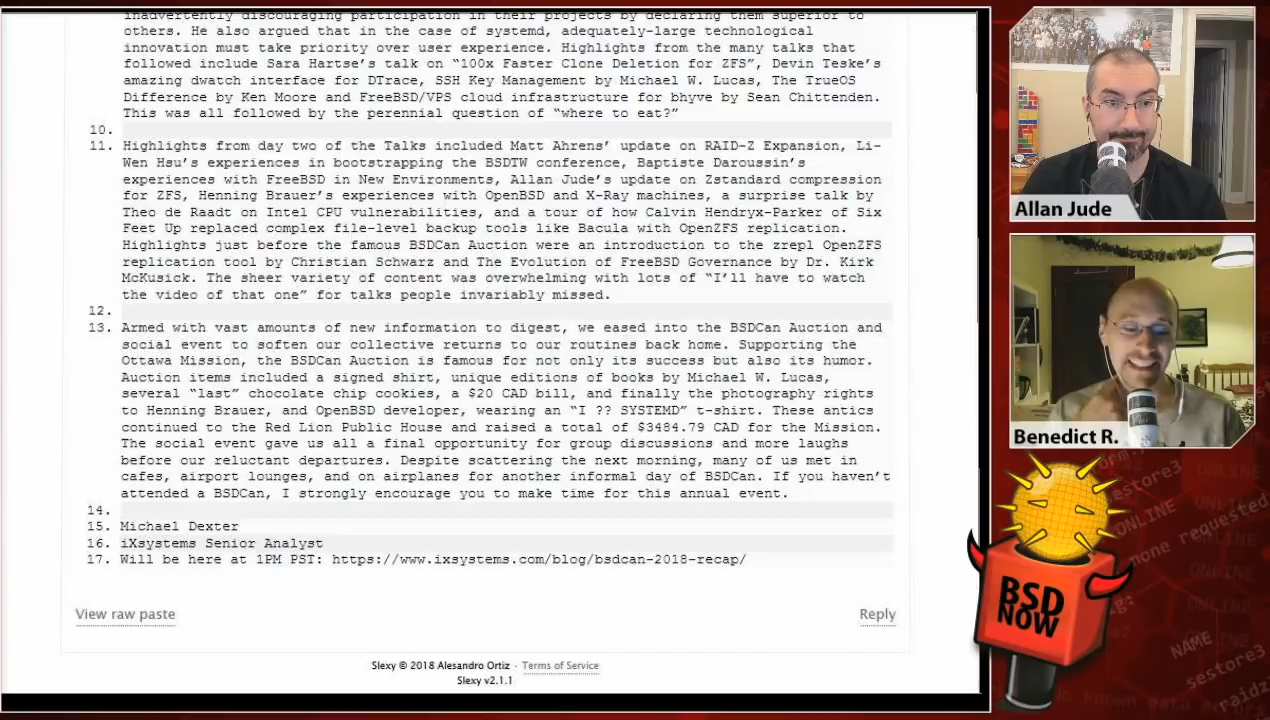 inadvertently discouraging participation in their projects by declaring them superior to
others. He also argued that in the case of systemd, adequately-large technological
innovation must take priority over user experience. Highlights from the many talks that
followed include Sara Hartse's talk on “100x Faster Clone Deletion for ZFS”, Devin Teske's
amazing dwatch interface for DTrace, SSH Key Management by Michael W. Lucas, The TrueOS
Difference by Ken Moore and FreeBSD/VPS cloud infrastructure for bhyve by Sean Chittenden.
This was all followed by the perennial question of “where to eat?”
10.
11. Highlights from day two of the Talks included Matt Ahrens’ update on RAID-Z Expansion, Li-
Wen Hsu's experiences in bootstrapping the BSDTW conference, Baptiste Daroussin’s
experiences with FreeBSD in New Environments, Allan Jude’s update on Zstandard compression
for ZFS, Henning Brauer’s experiences with OpenBSD and X-Ray machines, a surprise talk by
Theo de Raadt on Intel CPU vulnerabilities, and a tour of how Calvin Hendryx-Parker of Six
Feet Up replaced complex file-level backup tools like Bacula with OpenZFS replication.
Highlights just before the famous BSDCan Auction were an introduction to the zrepl OpenZFS
replication tool by Christian Schwarz and The Evolution of FreeBSD Governance by Dr. Kirk
McKusick. The sheer variety of content was overwhelming with lots of “I’ll have to watch
the video of that one” for talks people invariably missed.
12.
13. Armed with vast amounts of new information to digest, we eased into the BSDCan Auction and
social event to soften our collective returns to our routines back home. Supporting the
Ottawa Mission, the BSDCan Auction is famous for not only its success but also its humor.
Auction items included a signed shirt, unique editions of books by Michael W. Lucas,
several “last” chocolate chip cookies, a $20 CAD bill, and finally the photography rights
to Henning Brauer, and OpenBSD developer, wearing an “I ?? SYSTEMD” t-shirt. These antics
continued to the Red Lion Public House and raised a total of $3484.79 CAD for the Mission.
The social event gave us all a final opportunity for group discussions and more laughs
before our reluctant departures. Despite scattering the next morning, many of us met in
cafes, airport lounges, and on airplanes for another informal day of BSDCan. If you haven’t
attended a BSDCan, I strongly encourage you to make time for this annual event.
14.
15. Michael Dexter
16. iXsystems Senior Analyst
17. Will be here at 1PM PST: https://www.ixsystems.com/blog/bsdcan-2018-recap/
View raw paste
Reply
Slexy © 2018 Alesandro Ortiz - Terms of Service
Slexy v2.1.1
Allan Jude
Benedict R.
BSD
NOW
ONLINE
none requested
NAME